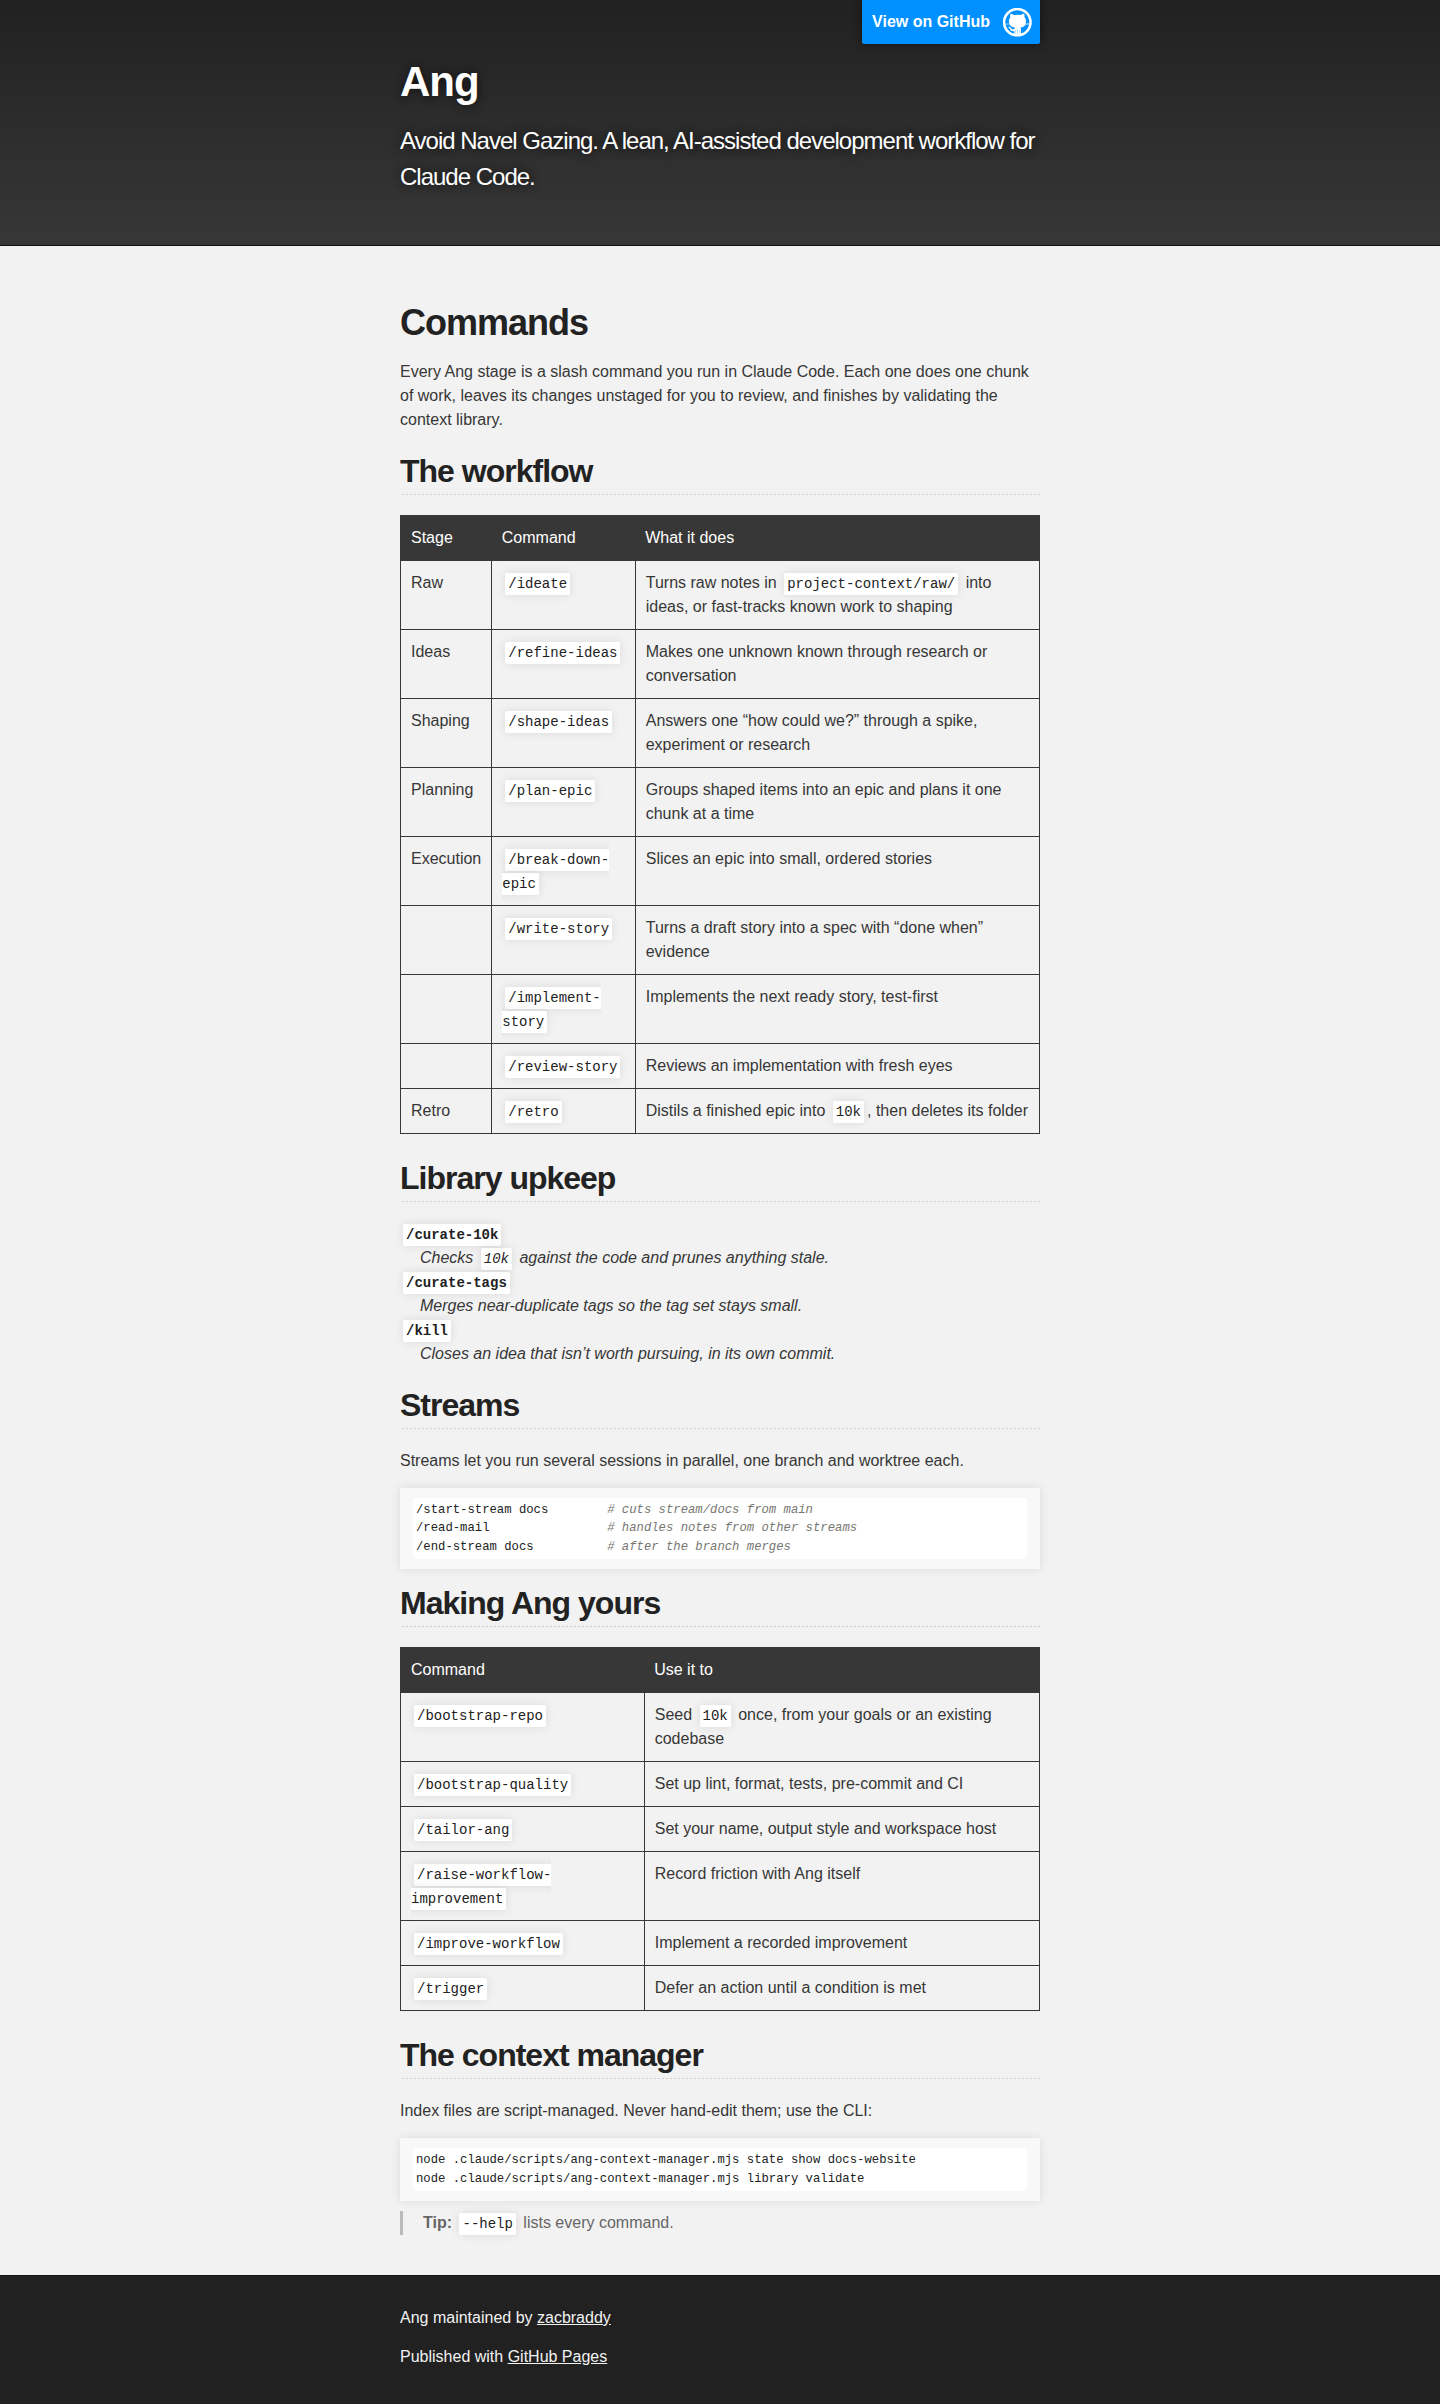 View on GitHub
Ang
Avoid Navel Gazing. A lean, AI-assisted development workflow for
Claude Code.
Commands
Every Ang stage is a slash command you run in Claude Code. Each one does one chunk
of work, leaves its changes unstaged for you to review, and finishes by validating the
context library.
The workflow
Stage Command What it does
Raw /ideate Turns raw notes in project-context/raw/ into
ideas, or fast-tracks known work to shaping
Ideas /refine-ideas Makes one unknown known through research or
conversation
Shaping /shape-ideas Answers one “how could we?” through a spike,
experiment or research
Planning /plan-epic Groups shaped items into an epic and plans it one
chunk at a time
Execution /break-down- Slices an epic into small, ordered stories
epic
/write-story Turns a draft story into a spec with “done when”
evidence
/implement- Implements the next ready story, test-first
story
/review-story Reviews an implementation with fresh eyes
Retro /retro Distils a finished epic into 10k, then deletes its folder
Library upkeep
/curate-10k
Checks 10k against the code and prunes anything stale.
/curate-tags
Merges near-duplicate tags so the tag set stays small.
/kill
Closes an idea that isn’t worth pursuing, in its own commit.
Streams
Streams let you run several sessions in parallel, one branch and worktree each.
/start-stream docs # cuts stream/docs from main
/read-mail # handles notes from other streams
/end-stream docs # after the branch merges
Making Ang yours
Command Use it to
/bootstrap-repo Seed 10k once, from your goals or an existing
codebase
/bootstrap-quality Set up lint, format, tests, pre-commit and CI
/tailor-ang Set your name, output style and workspace host
/raise-workflow- Record friction with Ang itself
improvement
/improve-workflow Implement a recorded improvement
/trigger Defer an action until a condition is met
The context manager
Index files are script-managed. Never hand-edit them; use the CLI:
node .claude/scripts/ang-context-manager.mjs state show docs-website
node .claude/scripts/ang-context-manager.mjs library validate
Tip: --help lists every command.
Ang maintained by zacbraddy
Published with GitHub Pages